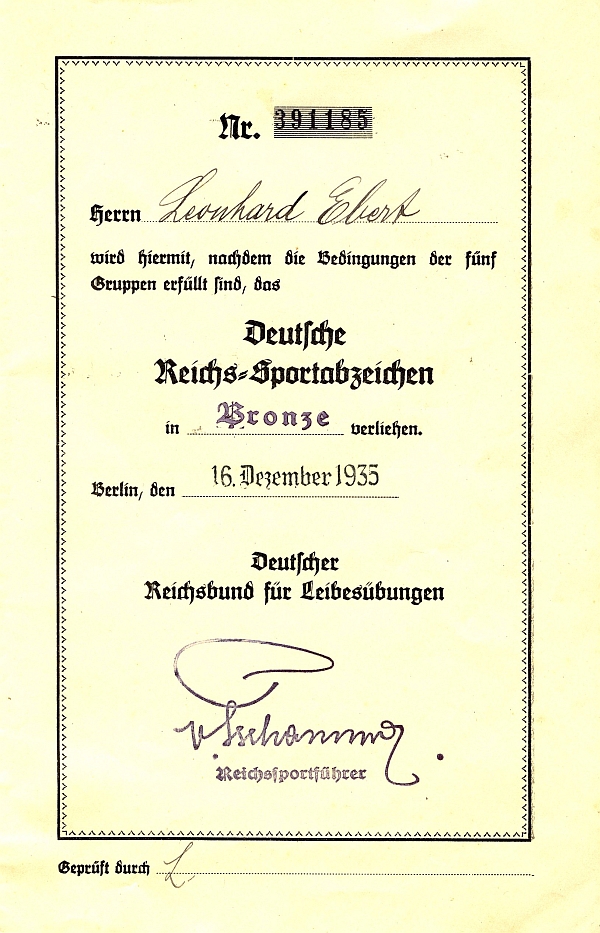 Nr. 391185
Herrn Leonhard Ebert
wird hiermit, nachdem die Bedingungen der fünf
Gruppen erfüllt sind, das
Deutsche
Reichs-Sportabzeichen
in Bronze verliehen.
Berlin, den 16. Dezember 1935
Deutscher
Reichsbund für Leibesübungen
v. Tschammer
Reichssportführer
Geprüft durch L.